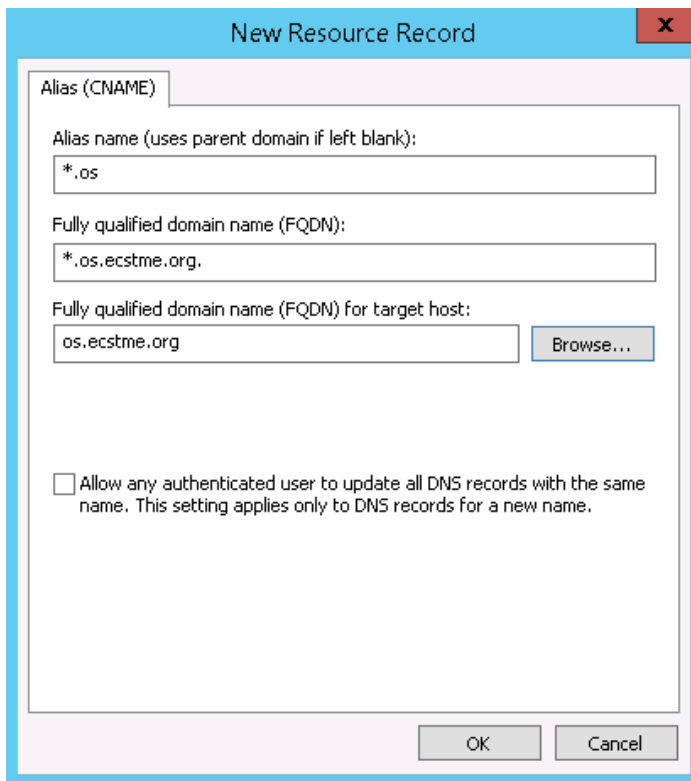 New Resource Record
x
Alias (CNAME)
Alias name (uses parent domain if left blank):
*.os
Fully qualified domain name (FQDN):
*.os.ecstme.org.
Fully qualified domain name (FQDN) for target host:
os.ecstme.org
Browse...
Allow any authenticated user to update all DNS records with the same
name. This setting applies only to DNS records for a new name.
OK
Cancel